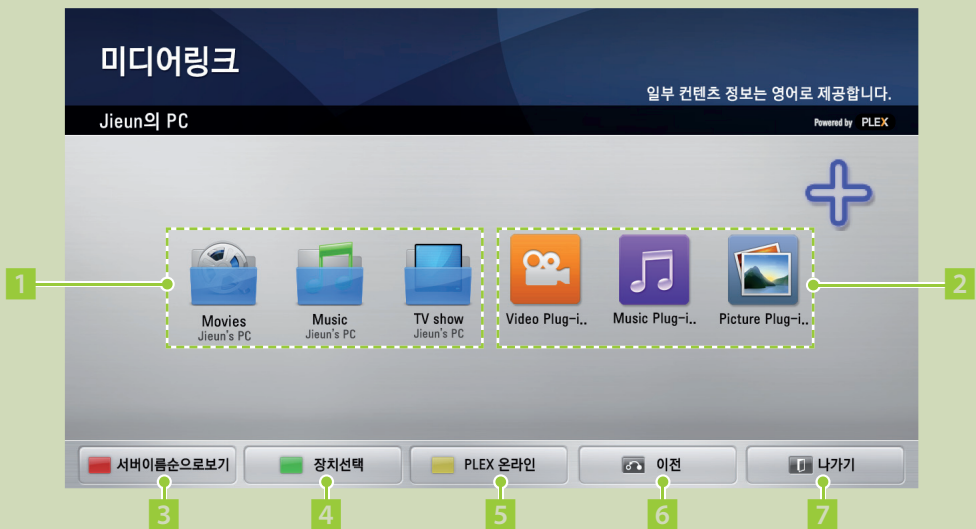 미디어링크
일부 컨텐츠 정보는 영어로 제공합니다.
Jieun의 PC
Powered by PLEX
1
2
Movies
Jieun's PC
Music
Jieun's PC
TV show
Jieun's PC
Video Plug-i..
Music Plug-i..
Picture Plug-i..
서버이름순으로보기
장치선택
PLEX 온라인
이전
나가기
3
4
5
6
7